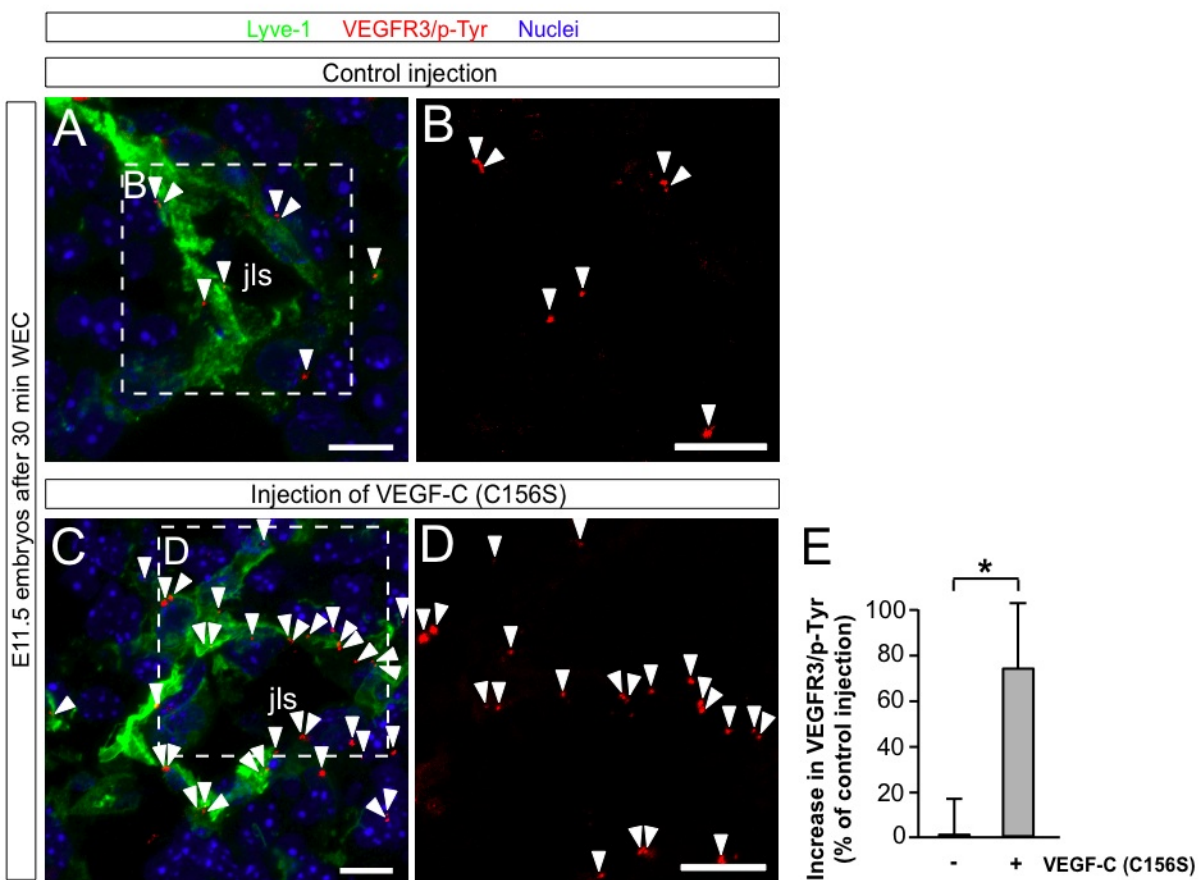 Lyve-1 VEGFR3/p-Tyr Nuclei
Control injection
E11.5 embryos after 30 min WEC
A
B
jls
B
Injection of VEGF-C (C156S)
C
D
jls
D
E
Increase in VEGFR3/p-Tyr
(% of control injection)
100
80
60
40
20
0
*
- + VEGF-C (C156S)